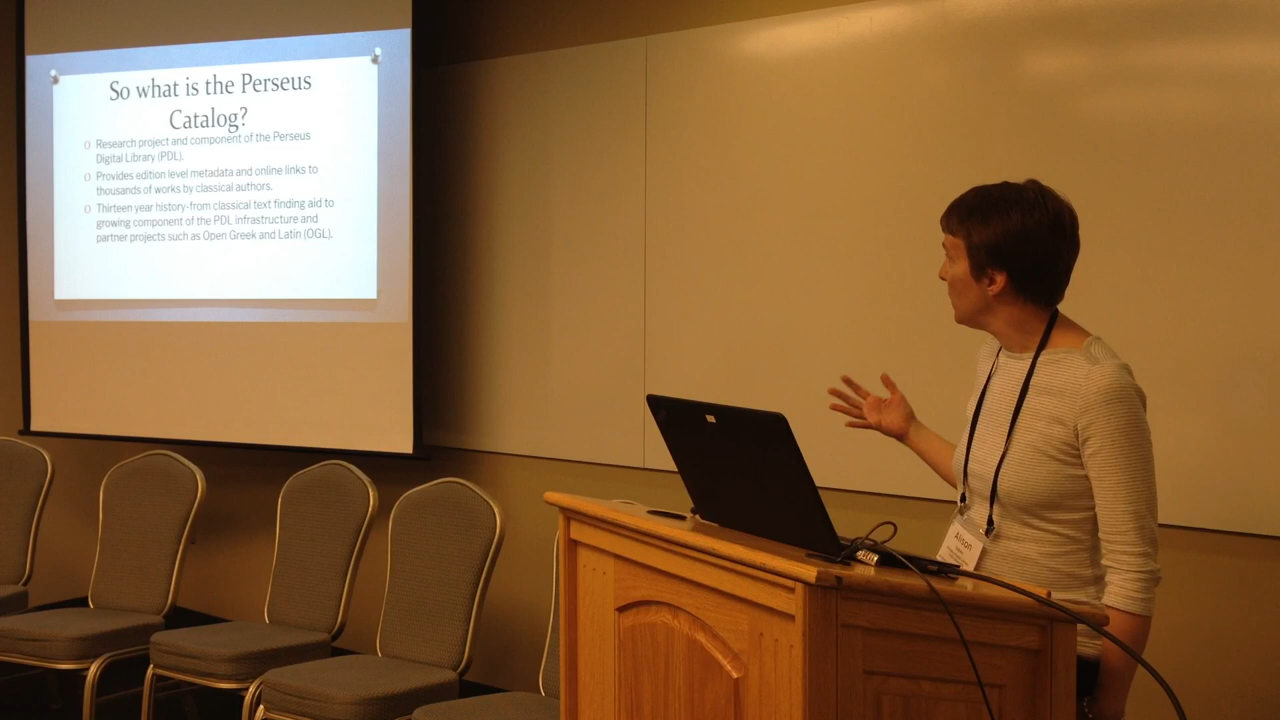 So what is the Perseus
Catalog?
Research project and component of the Perseus
Digital Library (PDL).
Provides edition level metadata and online links to
thousands of works by classical authors.
Thirteen year history-from classical text finding aid to
growing component of the PDL infrastructure and
partner projects such as Open Greek and Latin (OGL).
Alison